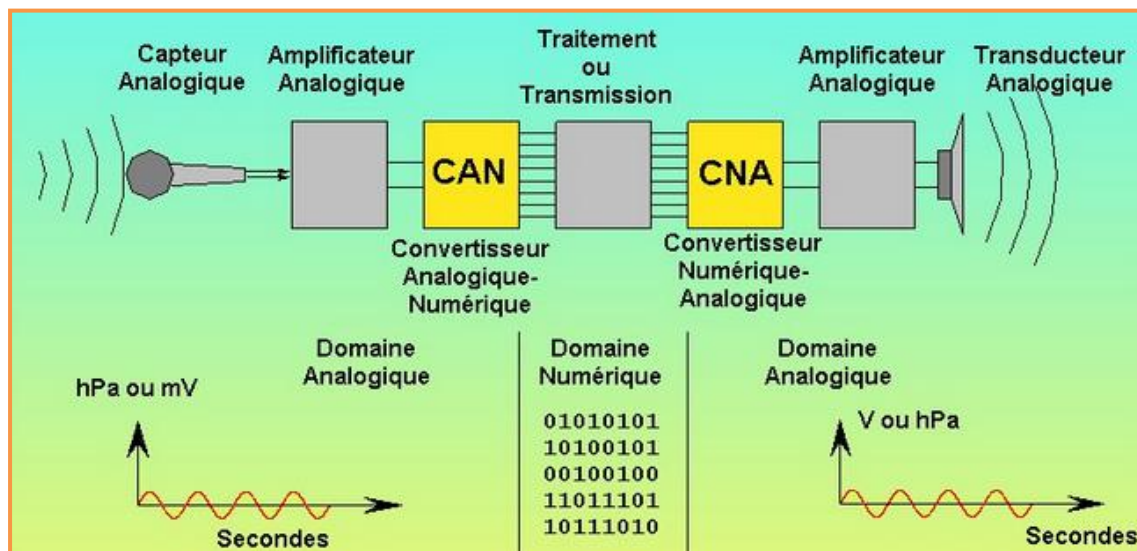 Capteur
Analogique
Amplificateur
Analogique
Traitement
ou
Transmission
Amplificateur
Analogique
Transducteur
Analogique
CAN
CNA
Convertisseur
Analogique-
Numérique
Convertisseur
Numérique-
Analogique
Domaine
Analogique
Domaine
Numérique
Domaine
Analogique
hPa ou mV
Secondes
01010101
10100101
00100100
11011101
10111010
V ou hPa
Secondes